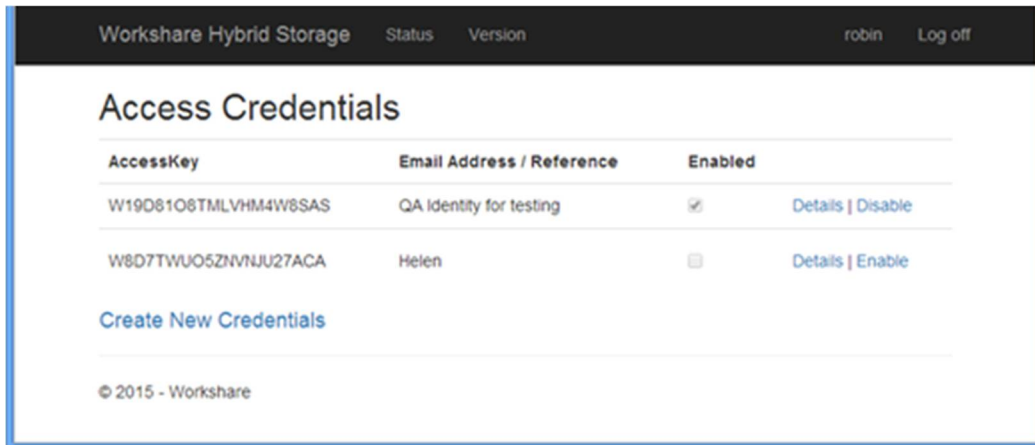 Workshare Hybrid Storage Status Version robin Log off
Access Credentials
AccessKey Email Address / Reference Enabled
W19D81O8TMLVHM4W8SAS QA Identity for testing Details | Disable
W8D7TWUO5ZNVNJU27ACA Helen Details | Enable
Create New Credentials
© 2015 - Workshare